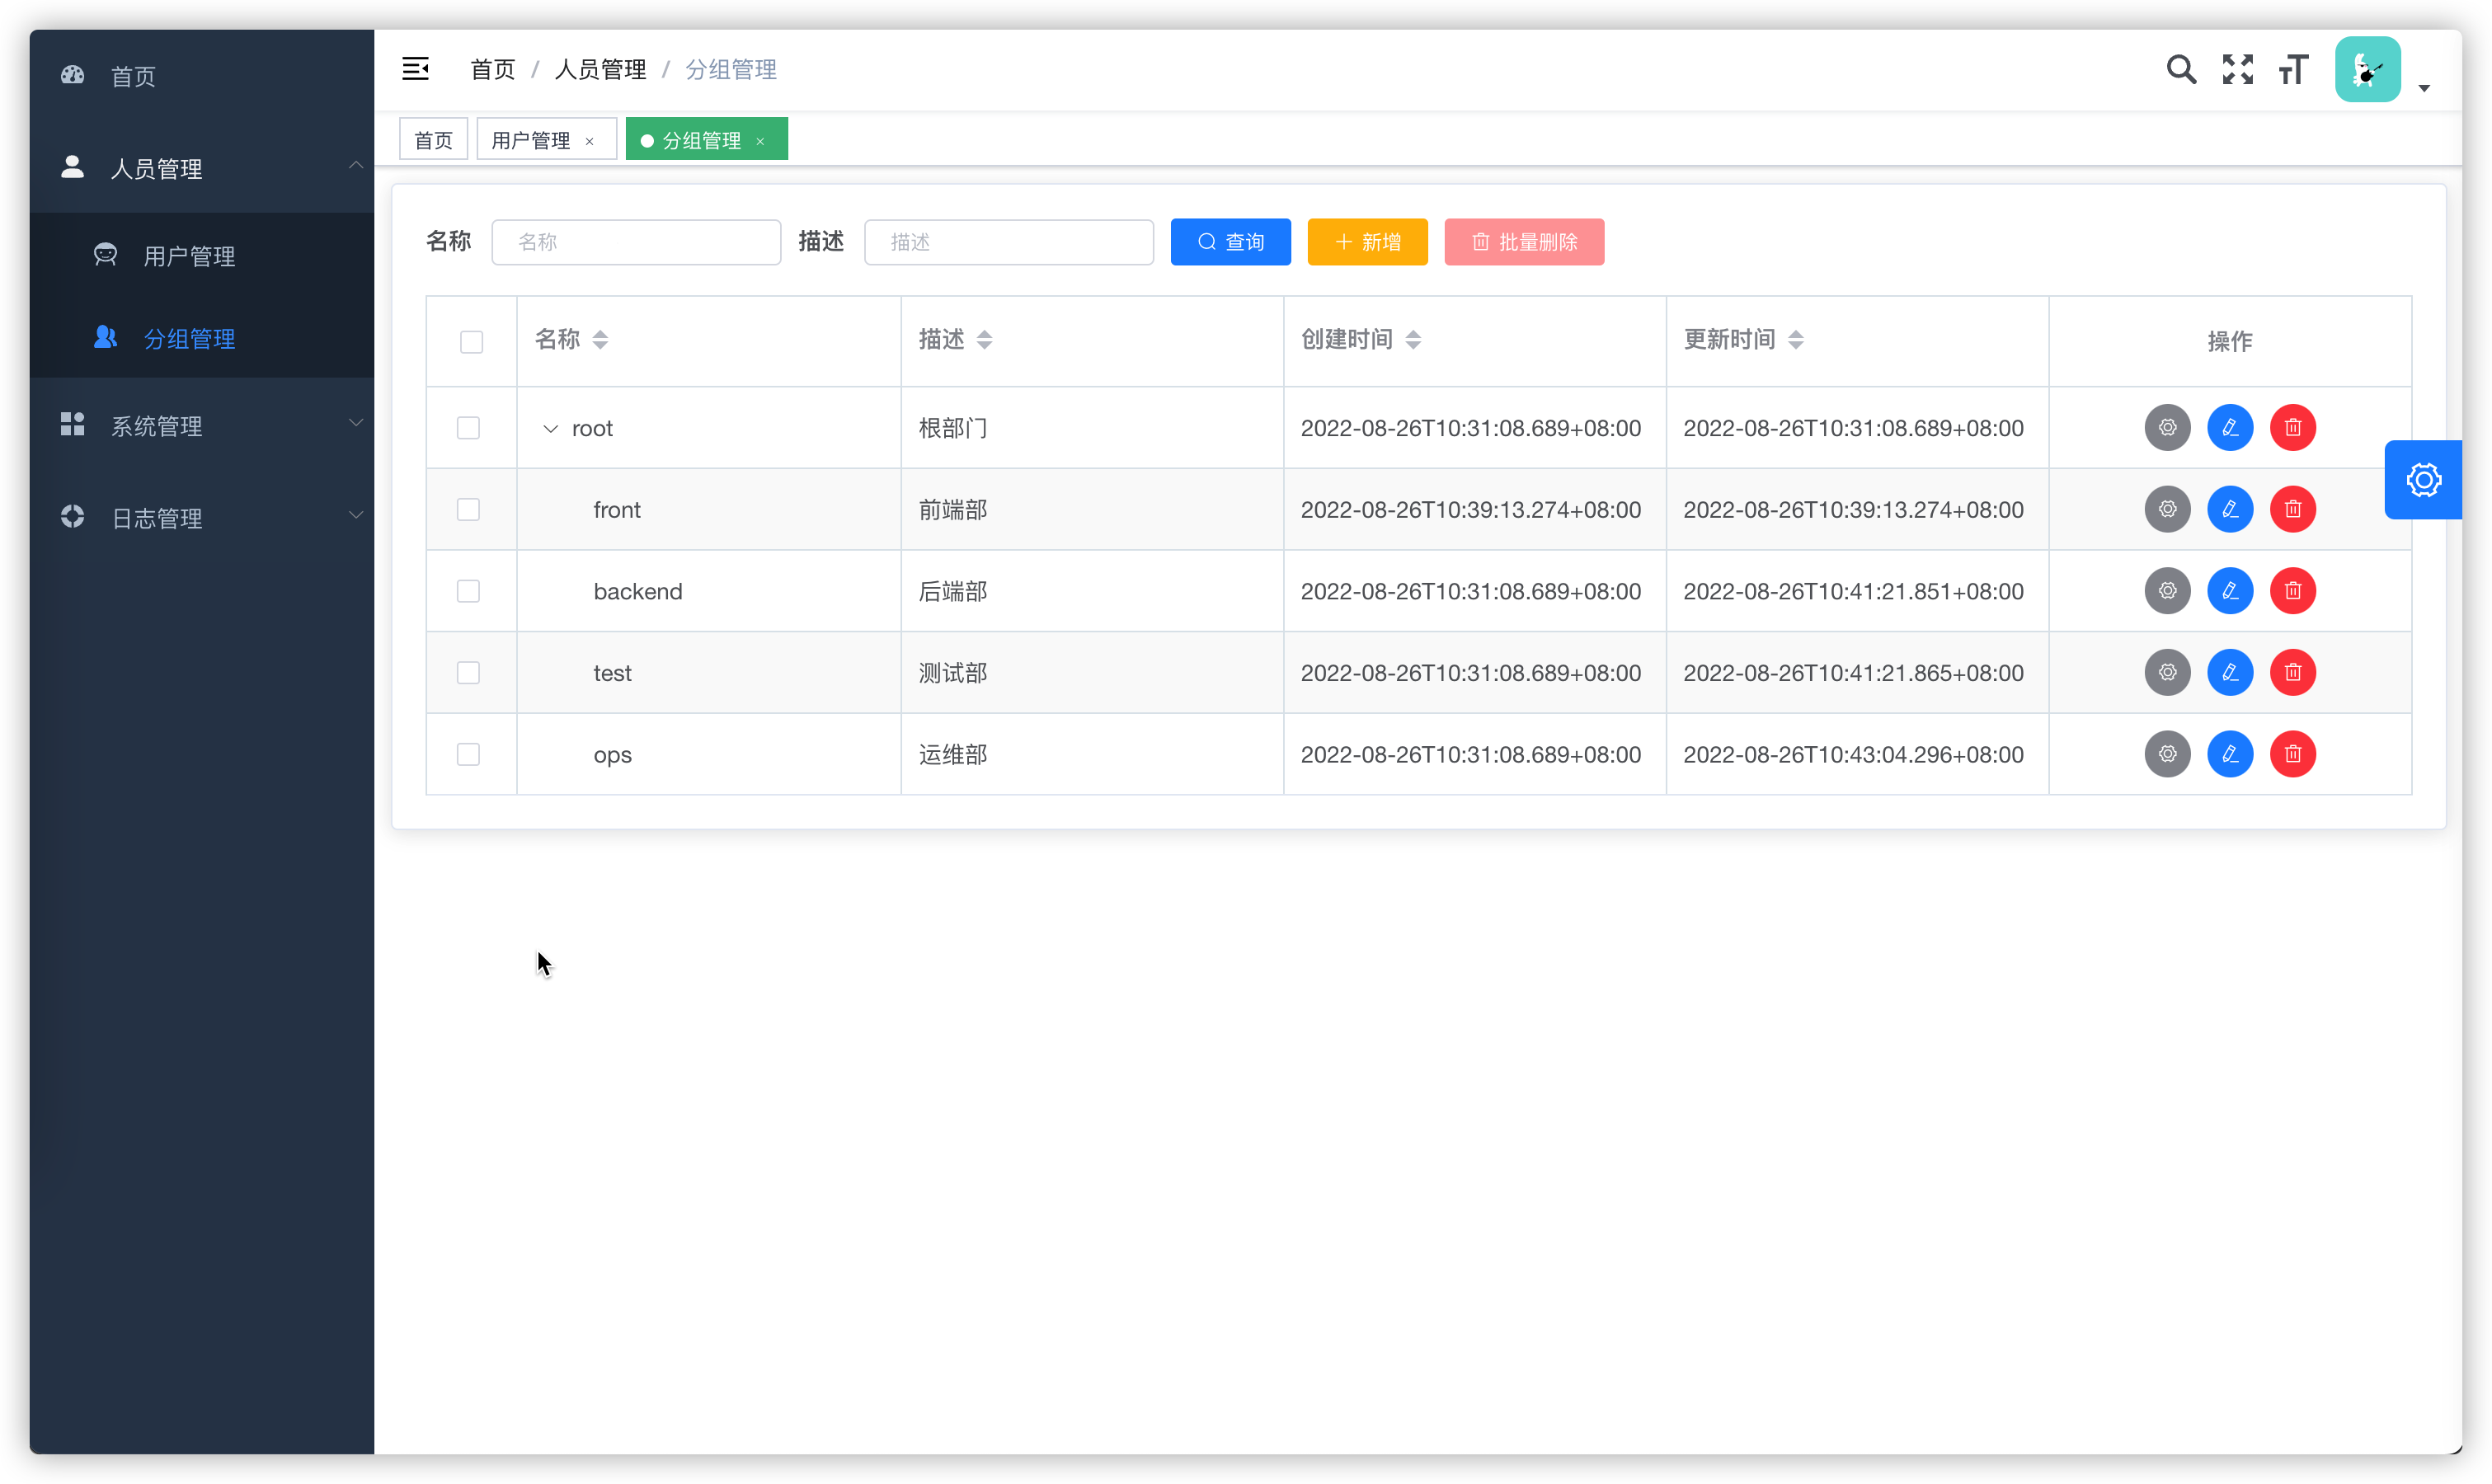 首页
人员管理
用户管理
分组管理
系统管理
日志管理
首页 / 人员管理 / 分组管理
首页 用户管理 × 分组管理 ×
名称 名称 描述 描述 查询 新增 批量删除
名称 描述 创建时间 更新时间 操作
root 根部门 2022-08-26T10:31:08.689+08:00 2022-08-26T10:31:08.689+08:00
front 前端部 2022-08-26T10:39:13.274+08:00 2022-08-26T10:39:13.274+08:00
backend 后端部 2022-08-26T10:31:08.689+08:00 2022-08-26T10:41:21.851+08:00
test 测试部 2022-08-26T10:31:08.689+08:00 2022-08-26T10:41:21.865+08:00
ops 运维部 2022-08-26T10:31:08.689+08:00 2022-08-26T10:43:04.296+08:00